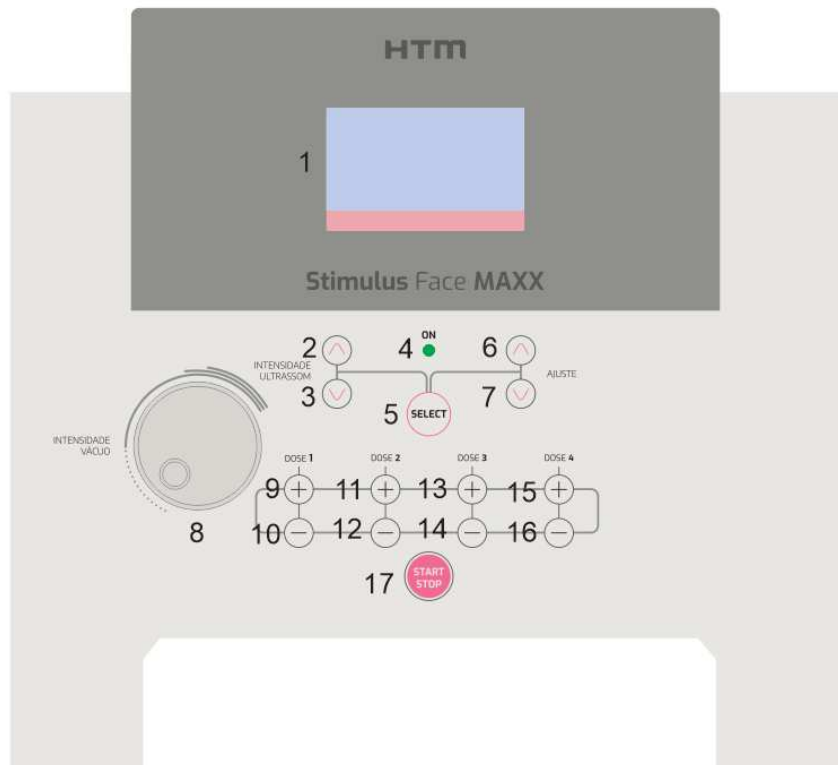 HTM
1
Stimulus Face MAXX
2
INTENSIDADE
ULTRASSOM
3
ON
4
5
SELECT
6
AJUSTE
7
INTENSIDADE
VÁCUO
8
DOSE 1
DOSE 2
DOSE 3
DOSE 4
9 + 11 + 13 + 15 +
10 − 12 − 14 − 16 −
17
START
STOP